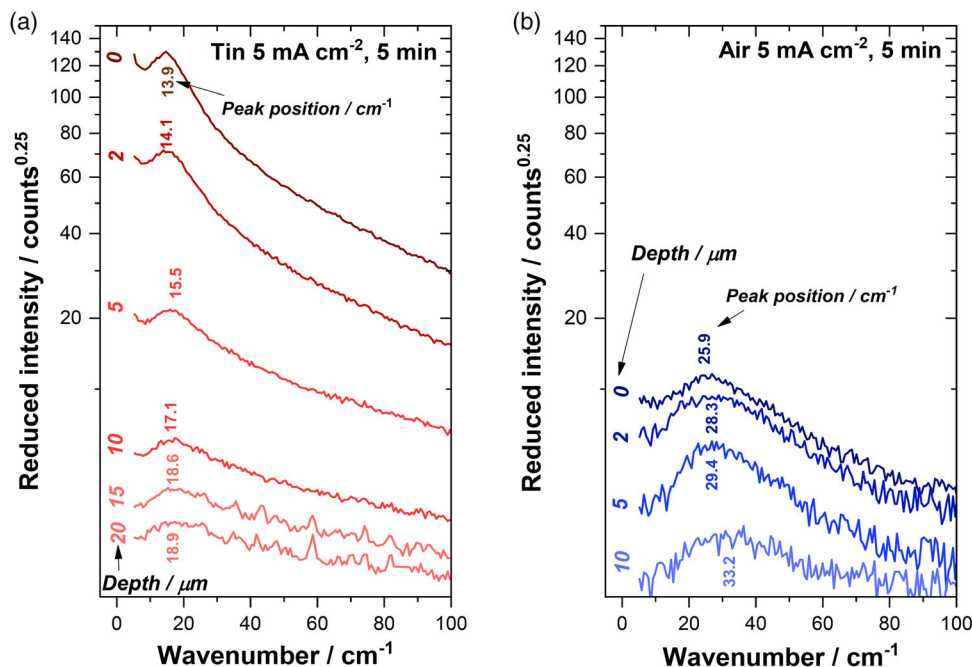 (a)
Tin 5 mA cm⁻², 5 min
140
120
100
80
60
40
20
Reduced intensity / counts⁰·²⁵
0
2
5
10
15
20
13.9
14.1
15.5
17.1
18.6
18.9
Peak position / cm⁻¹
Depth / μm
0 20 40 60 80 100
Wavenumber / cm⁻¹
(b)
Air 5 mA cm⁻², 5 min
140
120
100
80
60
40
20
Reduced intensity / counts⁰·²⁵
Depth / μm
Peak position / cm⁻¹
0
2
5
10
25.9
28.3
29.4
33.2
0 20 40 60 80 100
Wavenumber / cm⁻¹